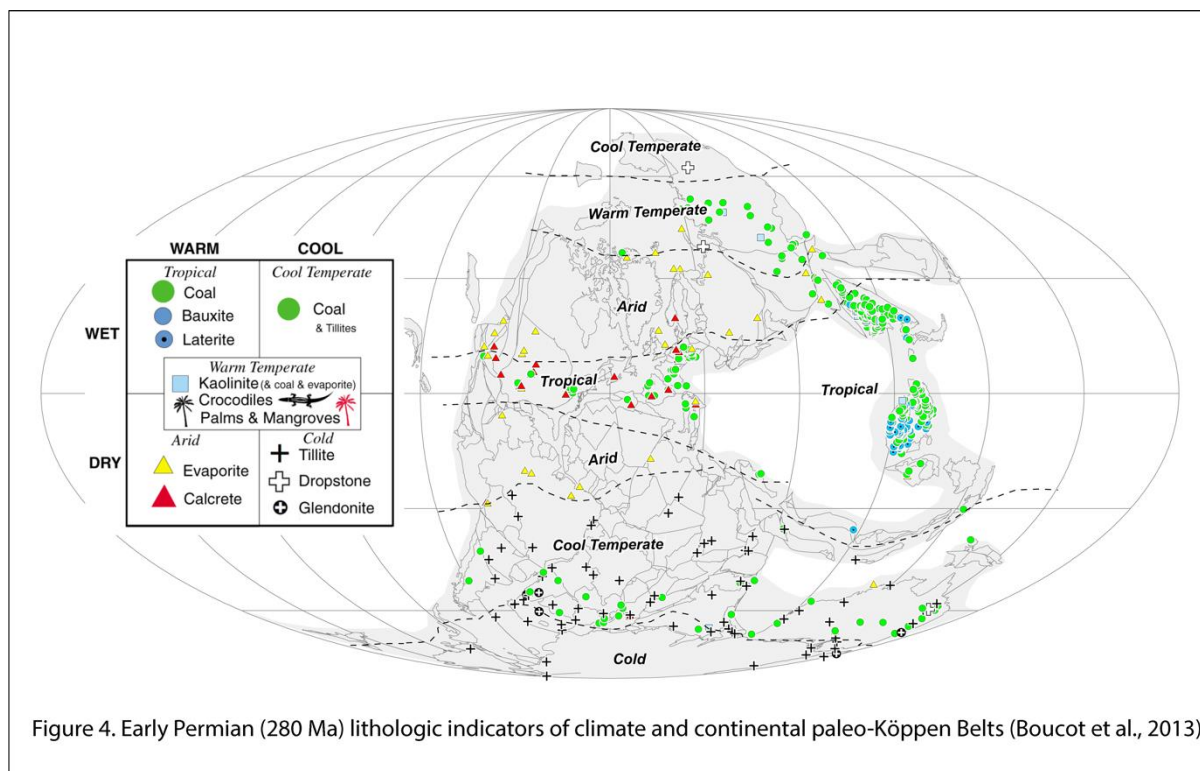 Cool Temperate
Warm Temperate
WARM COOL
Tropical
Coal
Bauxite
Laterite
Cool Temperate
Coal
& Tillites
WET
Warm Temperate
Kaolinite (& coal & evaporite)
Crocodiles
Palms & Mangroves
DRY
Arid
Evaporite
Calcrete
Cold
Tillite
Dropstone
Glendonite
Arid
Tropical
Tropical
Arid
Cool Temperate
Cold
Figure 4. Early Permian (280 Ma) lithologic indicators of climate and continental paleo-Köppen Belts (Boucot et al., 2013)